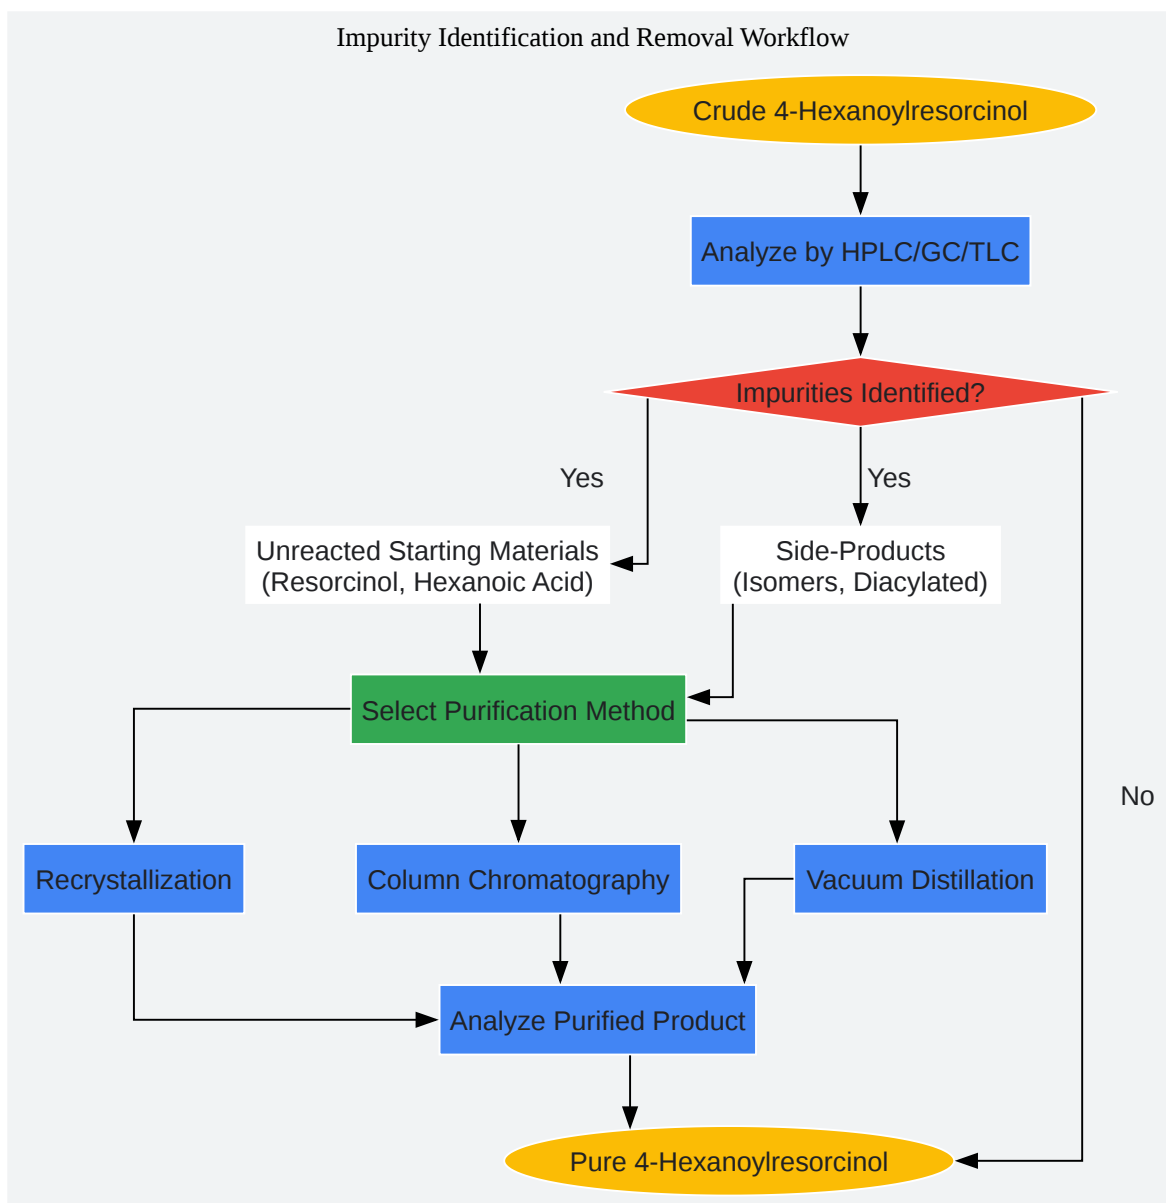 Impurity Identification and Removal Workflow
Crude 4-Hexanoylresorcinol
Analyze by HPLC/GC/TLC
Impurities Identified?
Yes
Yes
Unreacted Starting Materials
(Resorcinol, Hexanoic Acid)
Side-Products
(Isomers, Diacylated)
Select Purification Method
No
Recrystallization
Column Chromatography
Vacuum Distillation
Analyze Purified Product
Pure 4-Hexanoylresorcinol